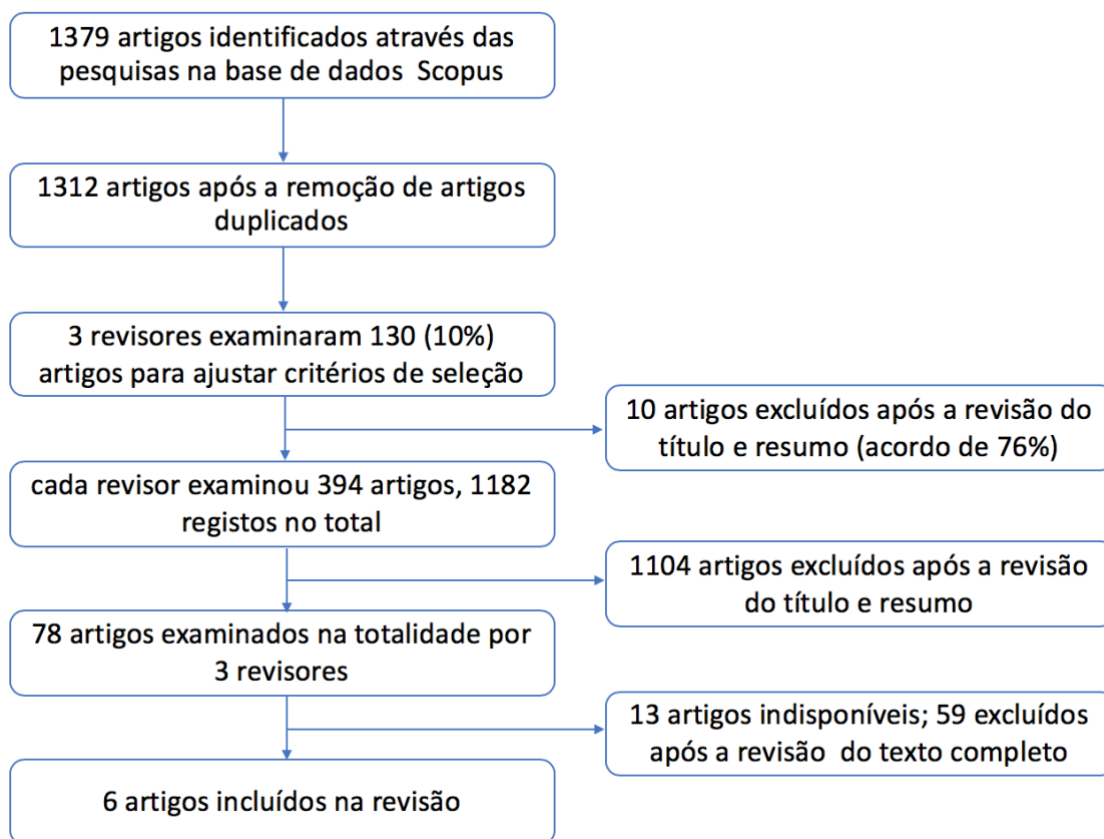 1379 artigos identificados através das
pesquisas na base de dados Scopus
1312 artigos após a remoção de artigos
duplicados
3 revisores examinaram 130 (10%)
artigos para ajustar critérios de seleção
10 artigos excluídos após a revisão do
título e resumo (acordo de 76%)
cada revisor examinou 394 artigos, 1182
registos no total
1104 artigos excluídos após a revisão
do título e resumo
78 artigos examinados na totalidade por
3 revisores
13 artigos indisponíveis; 59 excluídos
após a revisão do texto completo
6 artigos incluídos na revisão